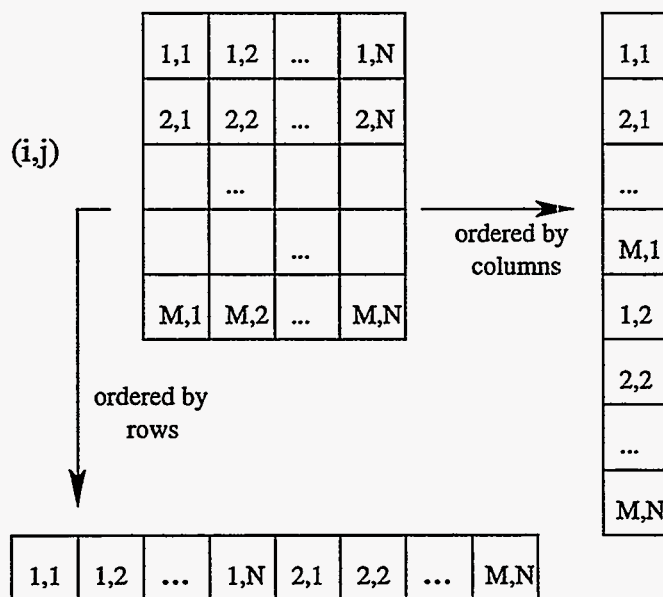 1,1 1,2 ... 1,N
2,1 2,2 ... 2,N
(i,j)
...
...
M,1 M,2 ... M,N
ordered by
columns
1,1
2,1
...
M,1
1,2
2,2
...
M,N
ordered by
rows
1,1 1,2 ... 1,N 2,1 2,2 ... M,N